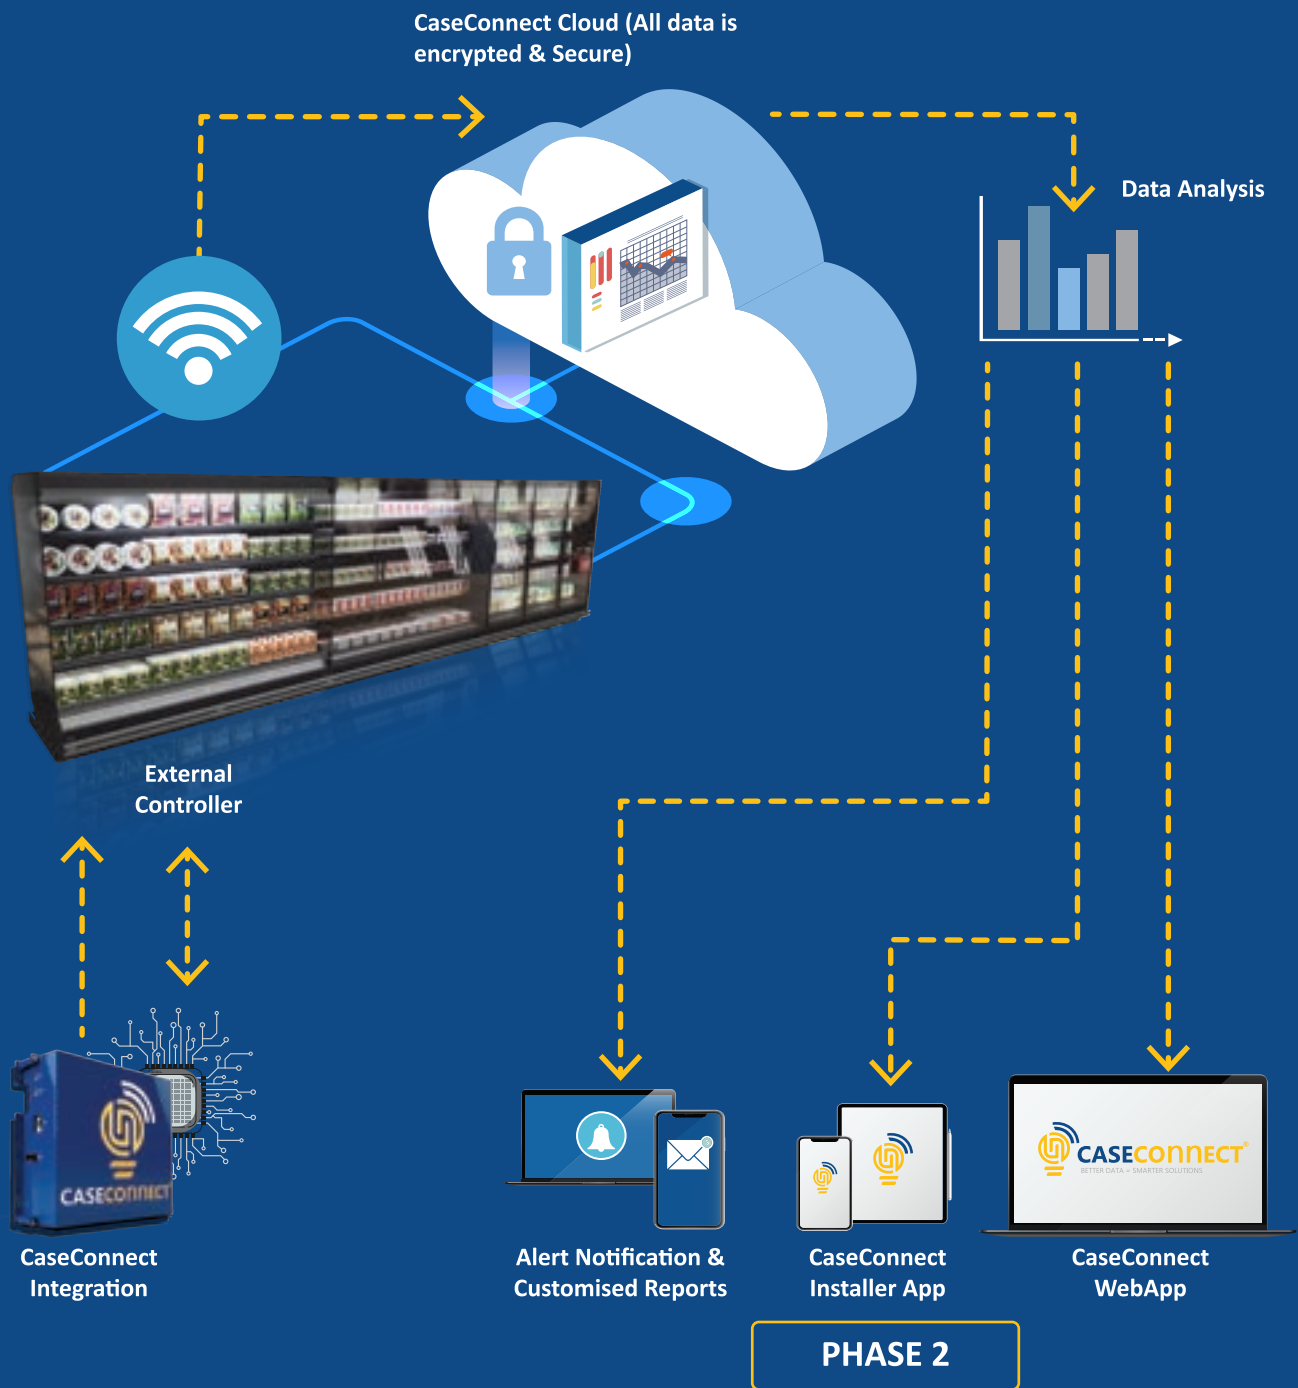 CaseConnect Cloud (All data is
encrypted & Secure)
Data Analysis
External
Controller
CASECONNECT
CaseConnect
Integration
Alert Notification &
Customised Reports
CaseConnect
Installer App
CASECONNECT®
BETTER DATA – SMARTER SOLUTIONS
CaseConnect
WebApp
PHASE 2